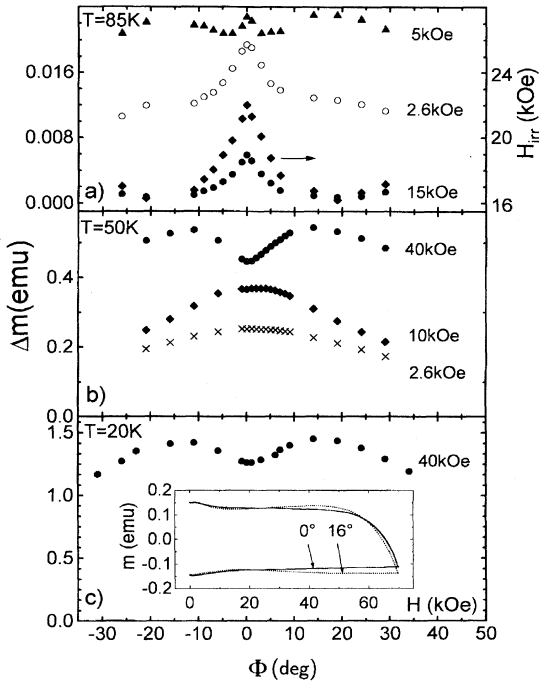 T=85K
5kOe
0.016
24
2.6kOe
22
0.008
20
H_irr (kOe)
18
a)
0.000
15kOe
16
T=50K
40kOe
0.4
Δm(emu)
0.2
10kOe
2.6kOe
b)
0.0
T=20K
1.5
40kOe
1.0
0.2
0.1
0.0
-0.1
-0.2
m (emu)
0° 16°
0 20 40 60
H (kOe)
0.5
c)
0.0
-30 -20 -10 0 10 20 30 40 50
Φ (deg)